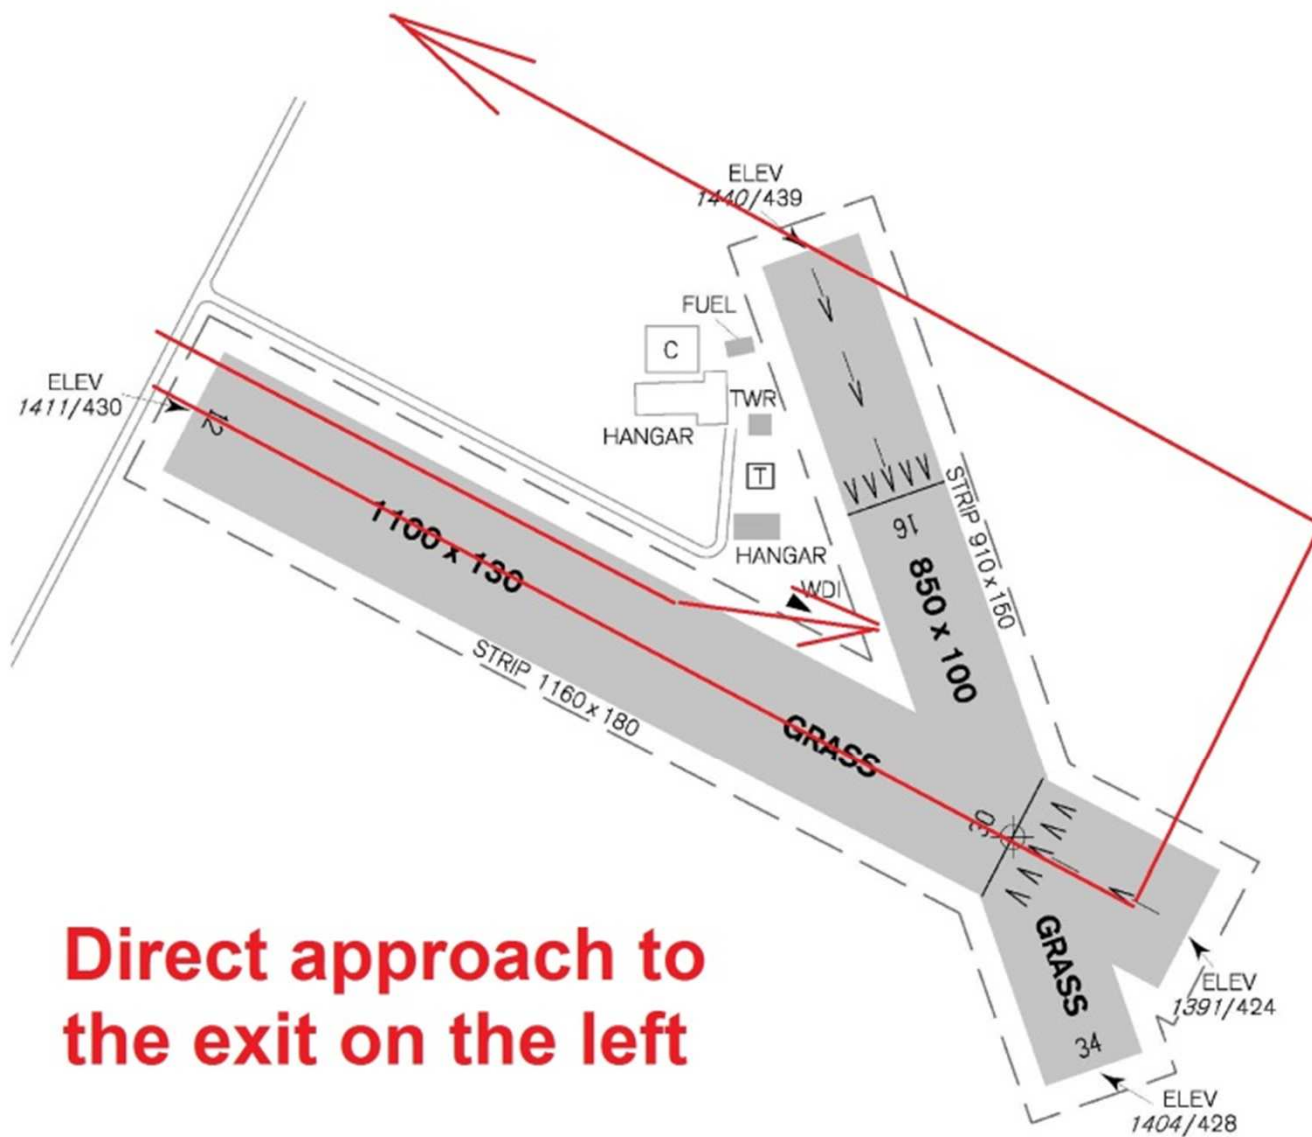 ELEV
1440/439
FUEL
C
ELEV
1411/430
TWR
HANGAR
12
T
STRIP 910 x 150
16
1100 x 130
HANGAR
850 x 100
WDI
STRIP 1160 x 180
GRASS
30
GRASS
Direct approach to
the exit on the left
ELEV
1391/424
34
ELEV
1404/428